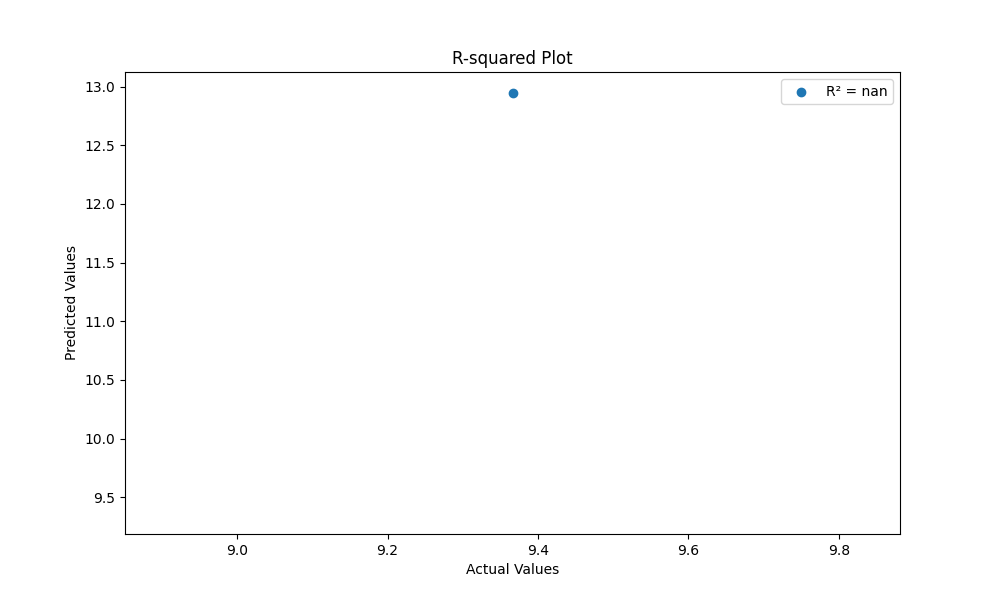 R-squared Plot
R² = nan
Predicted Values
13.0
12.5
12.0
11.5
11.0
10.5
10.0
9.5
9.0 9.2 9.4 9.6 9.8
Actual Values